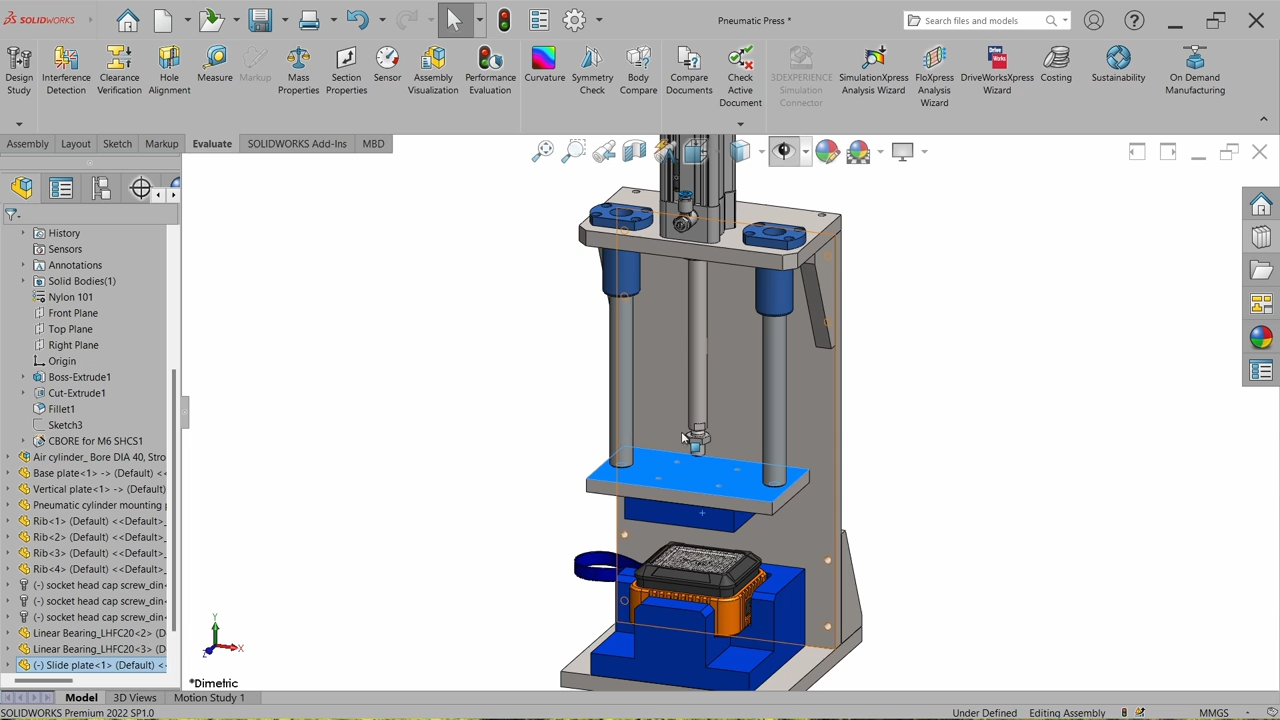 SOLIDWORKS
Pneumatic Press *
Search files and models
Design Study
Interference Detection
Clearance Verification
Hole Alignment
Measure
Markup
Mass Properties
Section Properties
Sensor
Assembly Visualization
Performance Evaluation
Curvature
Symmetry Check
Body Compare
Compare Documents
Check Active Document
3DEXPERIENCE Simulation Connector
SimulationXpress Analysis Wizard
FloXpress Analysis Wizard
DriveWorksXpress Wizard
Costing
Sustainability
On Demand Manufacturing
Assembly Layout Sketch Markup Evaluate SOLIDWORKS Add-Ins MBD
History
Sensors
Annotations
Solid Bodies(1)
Nylon 101
Front Plane
Top Plane
Right Plane
Origin
Boss-Extrude1
Cut-Extrude1
Fillet1
Sketch3
CBORE for M6 SHCS1
Air cylinder_ Bore DIA 40, Stro
Base plate<1> -> (Default) <<
Vertical plate<1> -> (Default)
Pneumatic cylinder mounting
Rib<1> (Default) <<Default>_
Rib<2> (Default) <<Default>_
Rib<3> (Default) <<Default>_
Rib<4> (Default) <<Default>_
(-) socket head cap screw_din
(-) socket head cap screw_din
(-) socket head cap screw_din
Linear Bearing_LHFC20<2> (D
Linear Bearing_LHFC20<3> (D
(-) Slide plate<1> (Default) <
Y
X
Z
*Dimetric
Model 3D Views Motion Study 1
SOLIDWORKS Premium 2022 SP1.0
Under Defined Editing Assembly MMGS